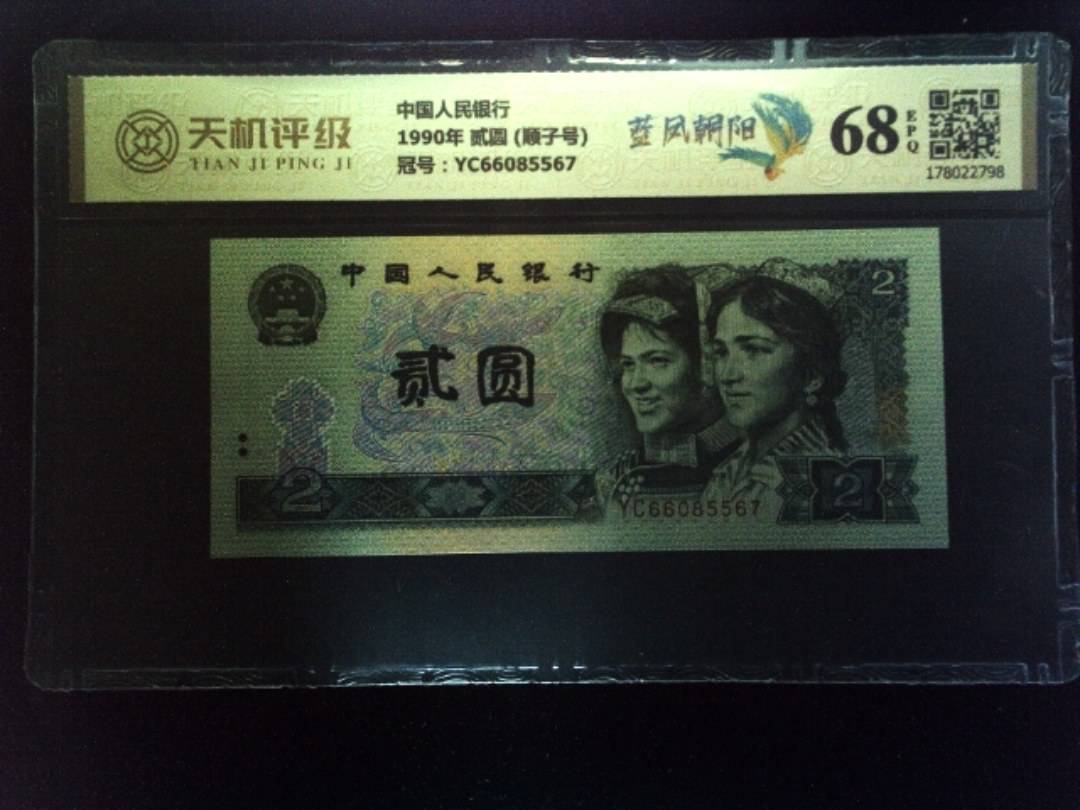 天机评级
TIAN JI PING JI
中国人民银行
1990年 贰圆 (顺子号)
冠号：YC66085567
蓝凤朝阳
68
EPQ
178022798
中国人民银行
2
贰圆
2
2
YC66085567